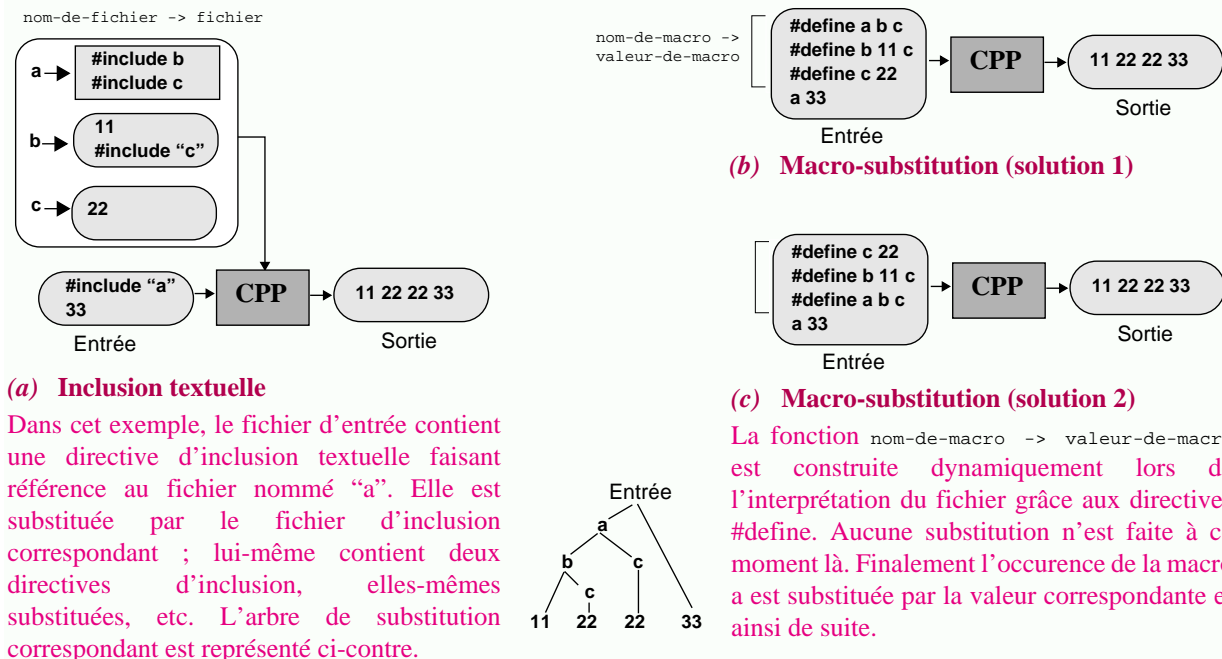 nom-de-fichier -> fichier
a
#include b
#include c
b
11
#include “c”
c
22
#include “a”
33
CPP
11 22 22 33
Entrée
Sortie
(a) Inclusion textuelle
Dans cet exemple, le fichier d’entrée contient
une directive d’inclusion textuelle faisant
référence au fichier nommé “a”. Elle est
substituée par le fichier d’inclusion
correspondant ; lui-même contient deux
directives d’inclusion, elles-mêmes
substituées, etc. L’arbre de substitution
correspondant est représenté ci-contre.
Entrée
a
b c
c
11 22 22 33
nom-de-macro ->
valeur-de-macro
#define a b c
#define b 11 c
#define c 22
a 33
CPP
11 22 22 33
Entrée
Sortie
(b) Macro-substitution (solution 1)
#define c 22
#define b 11 c
#define a b c
a 33
CPP
11 22 22 33
Entrée
Sortie
(c) Macro-substitution (solution 2)
La fonction nom-de-macro -> valeur-de-macr
est construite dynamiquement lors d
l’interprétation du fichier grâce aux directive
#define. Aucune substitution n’est faite à c
moment là. Finalement l’occurence de la macro
a est substituée par la valeur correspondante e
ainsi de suite.